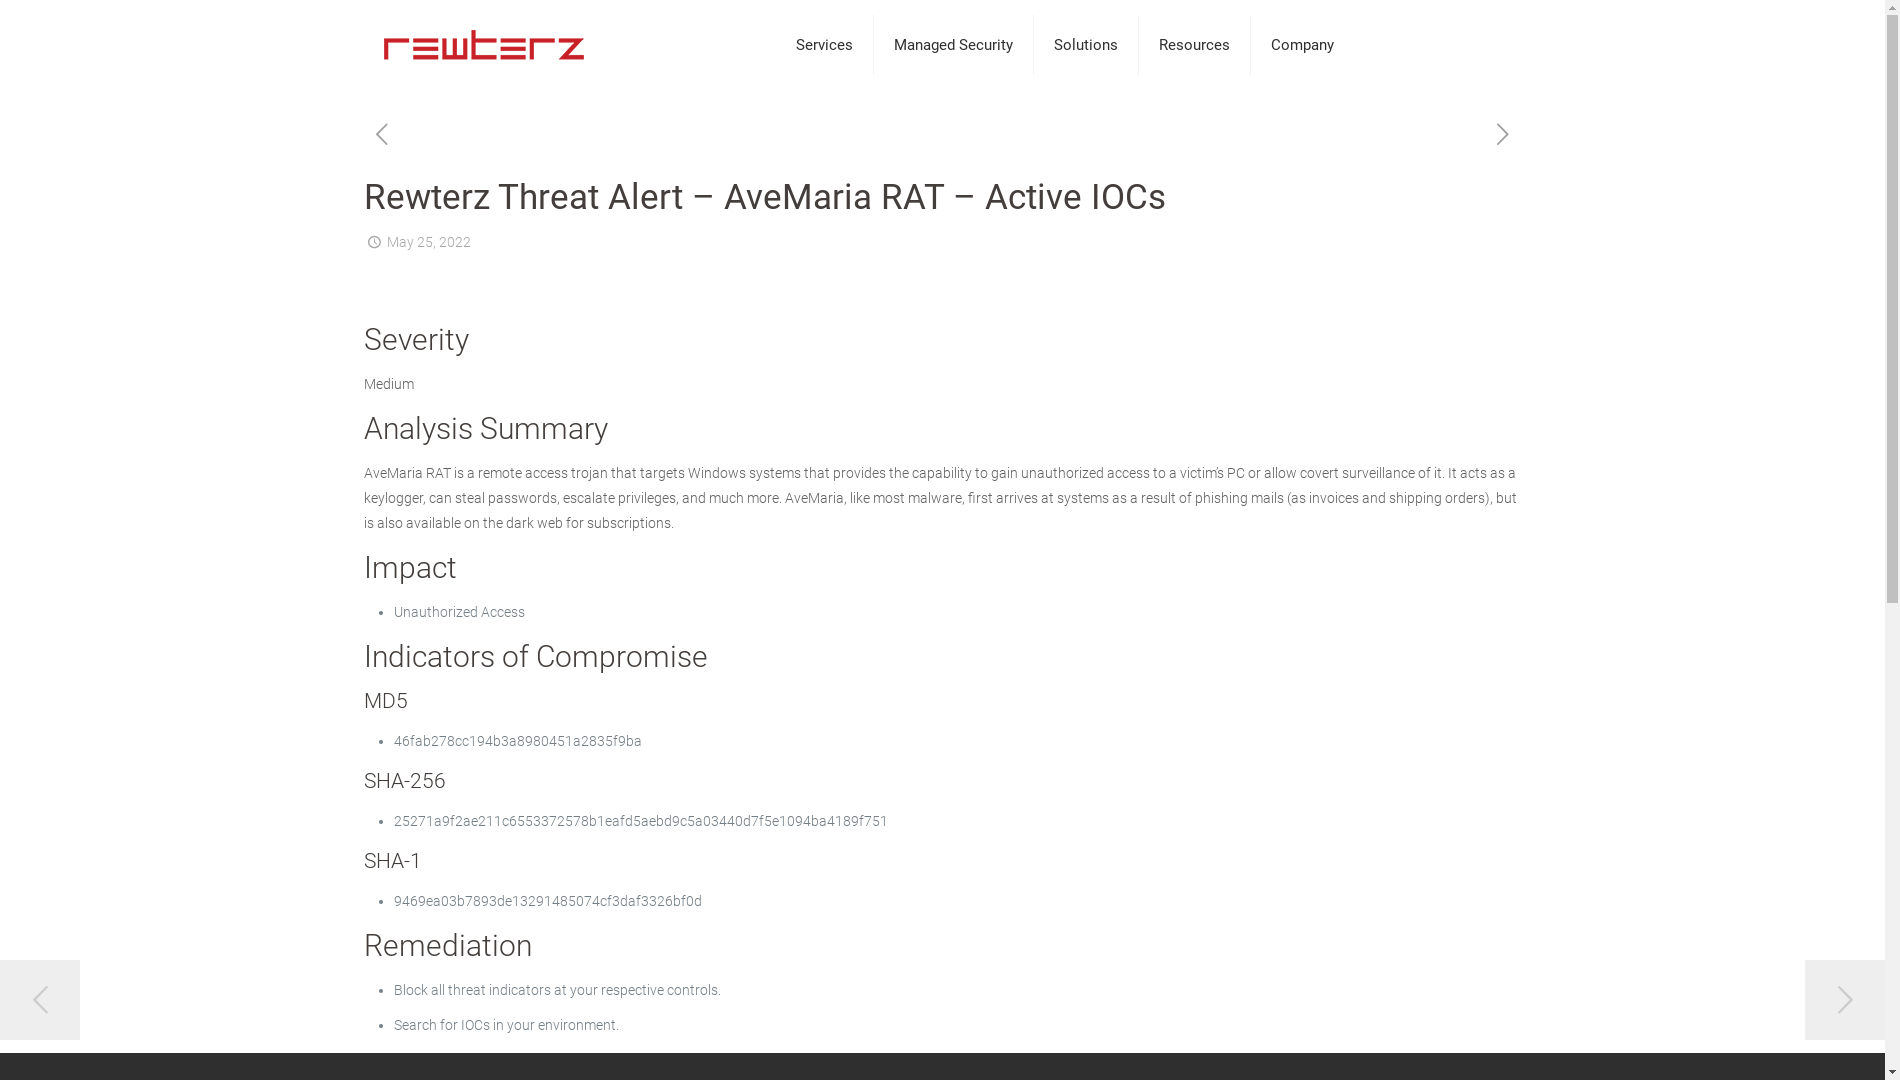 rewterz
Services
Managed Security
Solutions
Resources
Company
Rewterz Threat Alert – AveMaria RAT – Active IOCs
May 25, 2022
Severity
Medium
Analysis Summary
AveMaria RAT is a remote access trojan that targets Windows systems that provides the capability to gain unauthorized access to a victim’s PC or allow covert surveillance of it. It acts as a
keylogger, can steal passwords, escalate privileges, and much more. AveMaria, like most malware, first arrives at systems as a result of phishing mails (as invoices and shipping orders), but
is also available on the dark web for subscriptions.
Impact
• Unauthorized Access
Indicators of Compromise
MD5
• 46fab278cc194b3a8980451a2835f9ba
SHA-256
• 25271a9f2ae211c6553372578b1eafd5aebd9c5a03440d7f5e1094ba4189f751
SHA-1
• 9469ea03b7893de13291485074cf3daf3326bf0d
Remediation
• Block all threat indicators at your respective controls.
• Search for IOCs in your environment.